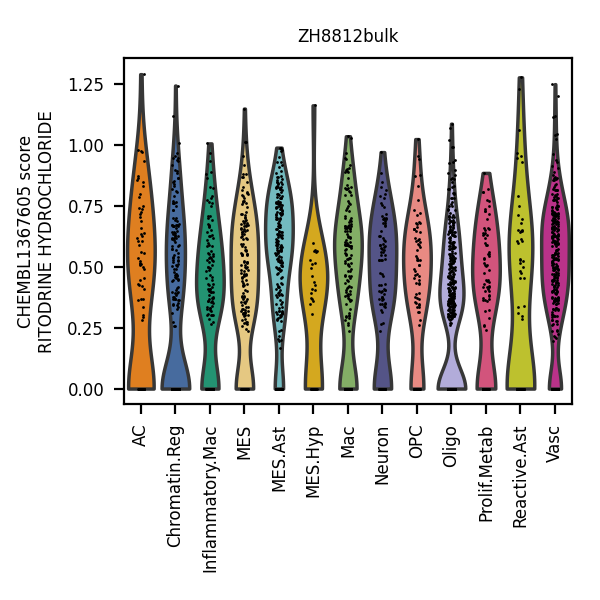 ZH8812bulk
CHEMBL1367605 score
RITODRINE HYDROCHLORIDE
1.25
1.00
0.75
0.50
0.25
0.00
AC
Chromatin.Reg
Inflammatory.Mac
MES
MES.Ast
MES.Hyp
Mac
Neuron
OPC
Oligo
Prolif.Metab
Reactive.Ast
Vasc